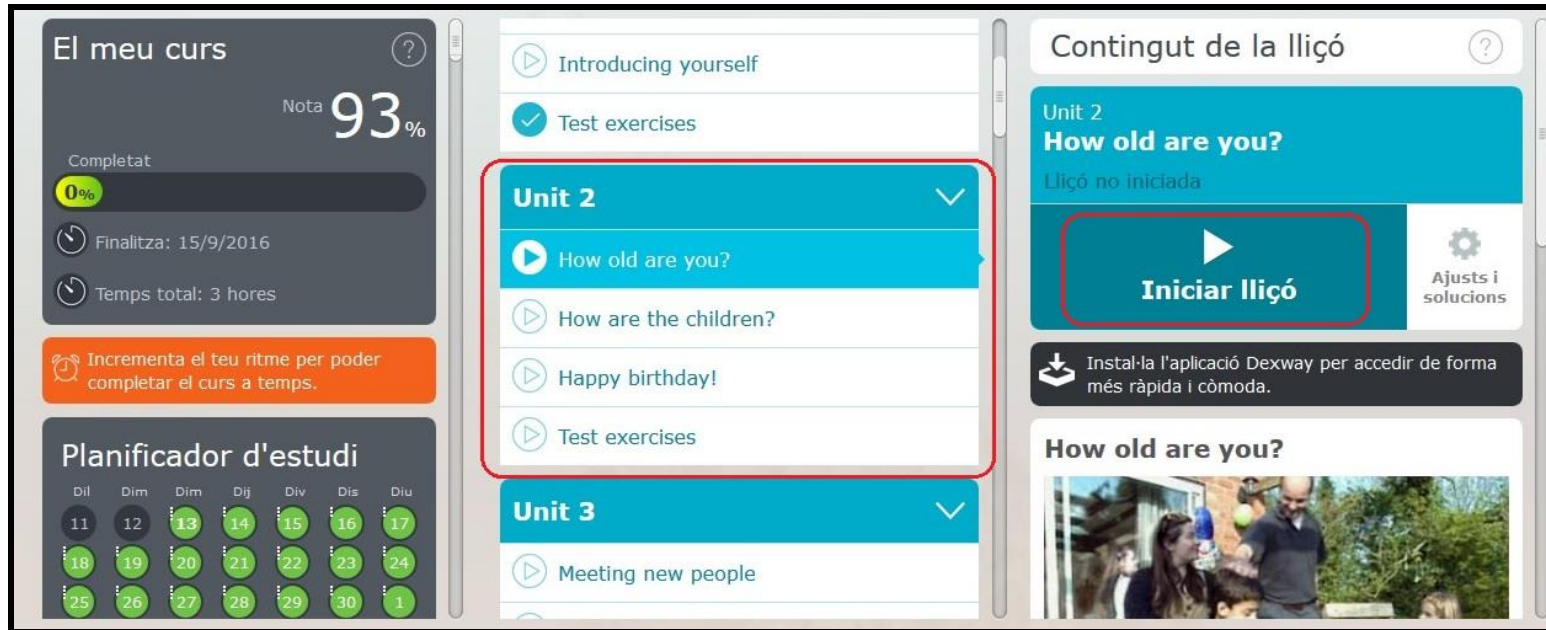 El meu curs
?
Nota 93%
Completat
0%
Finalitza: 15/9/2016
Temps total: 3 hores
Incrementa el teu ritme per poder
completar el curs a temps.
Planificador d'estudi
Dil Dim Dim Dij Div Dis Diu
11 12 13 14 15 16 17
18 19 20 21 22 23 24
25 26 27 28 29 30 1
Introducing yourself
Test exercises
Unit 2
How old are you?
How are the children?
Happy birthday!
Test exercises
Unit 3
Meeting new people
Contingut de la lliçó
?
Unit 2
How old are you?
Lliçó no iniciada
Iniciar lliçó
Ajusts i
solucions
Instal·la l'aplicació Dexway per accedir de forma
més ràpida i còmoda.
How old are you?